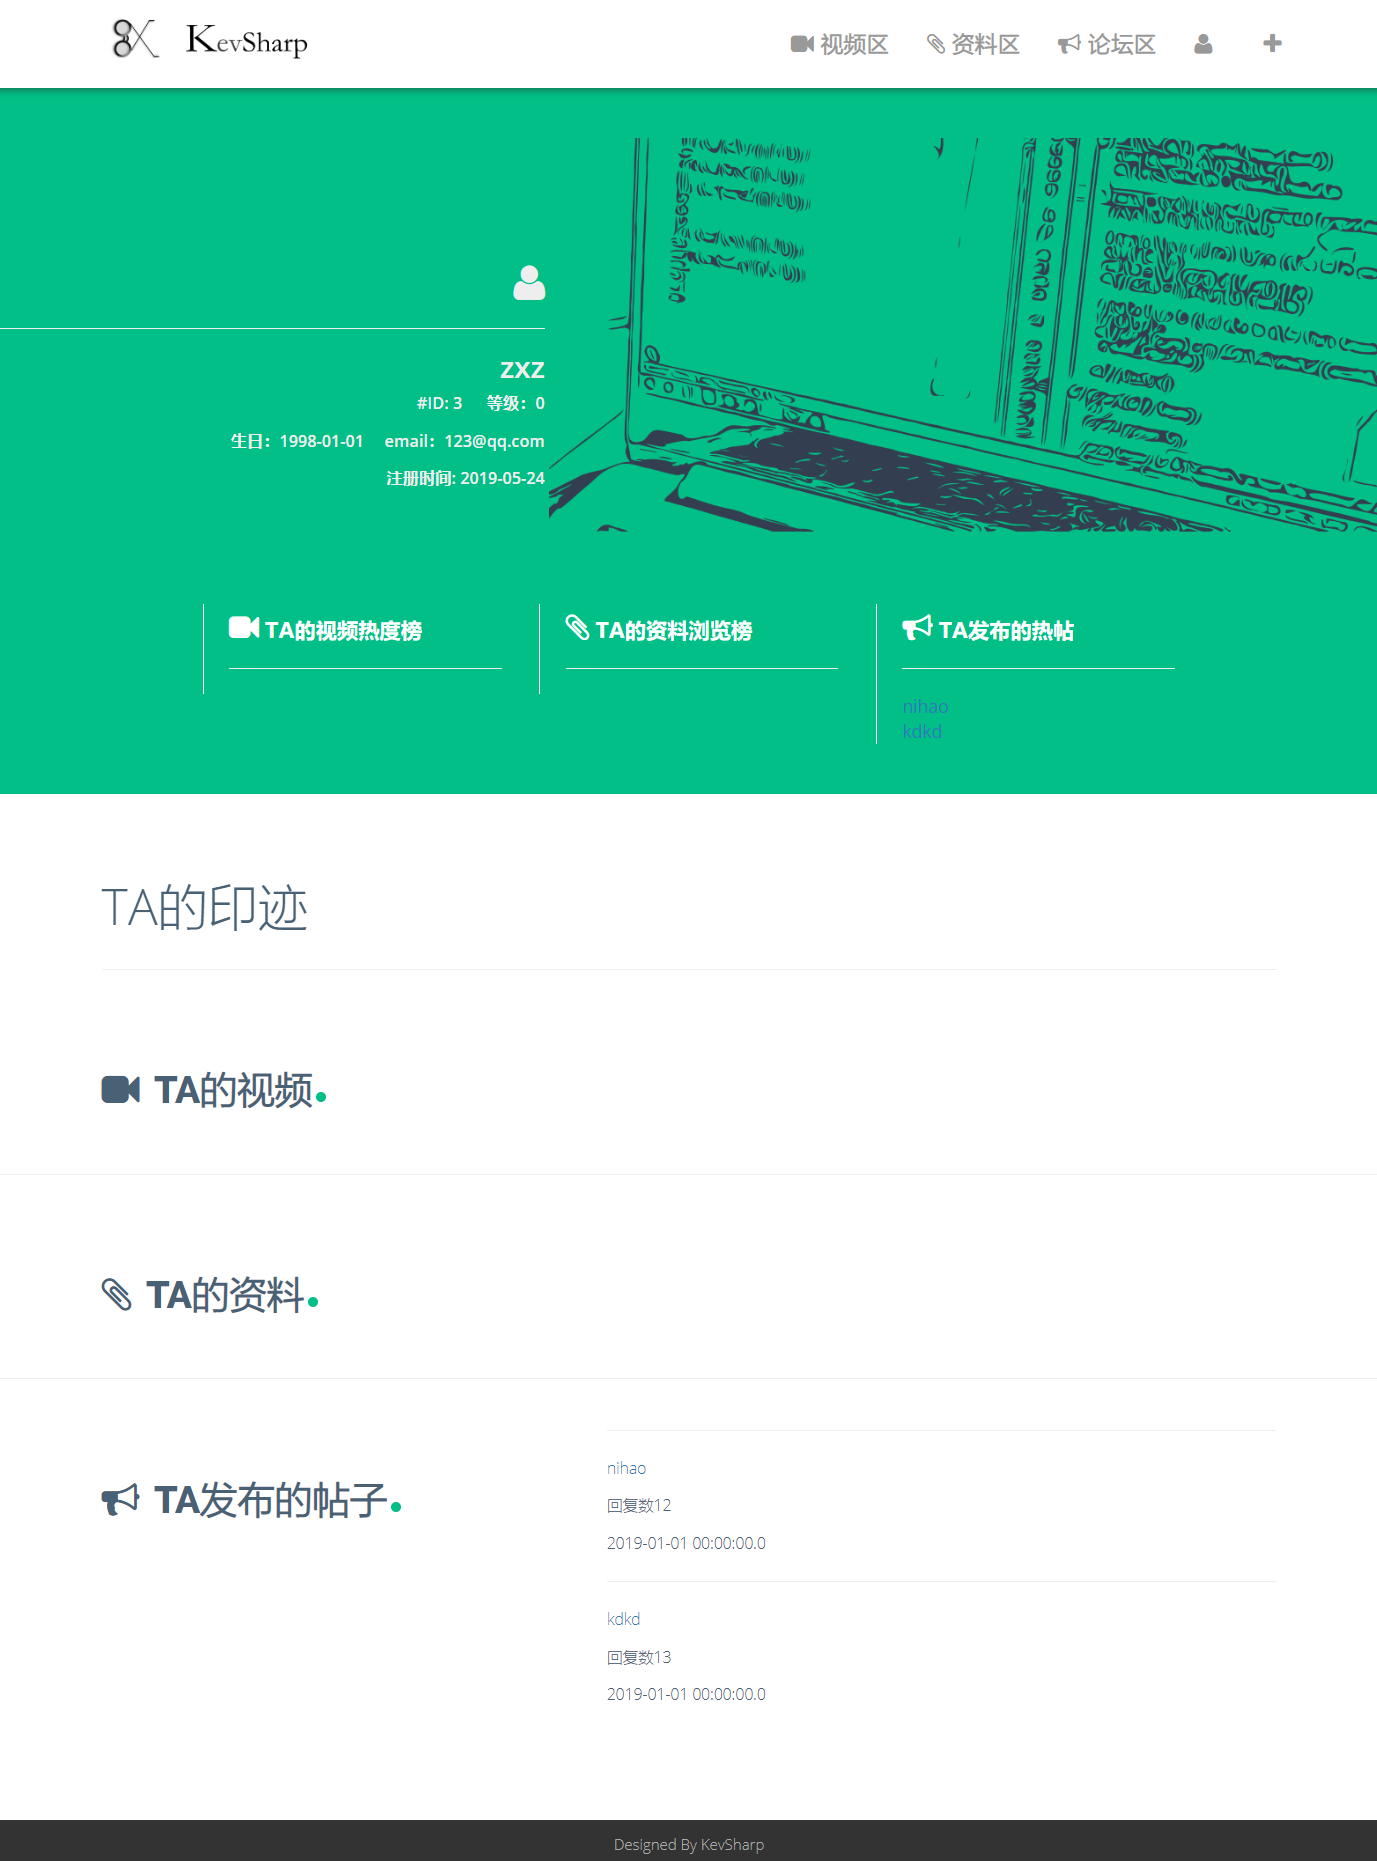 KevSharp
视频区
资料区
论坛区
ZXZ
#ID: 3 等级：0
生日：1998-01-01 email：123@qq.com
注册时间: 2019-05-24
TA的视频热度榜
TA的资料浏览榜
TA发布的热帖
nihao
kdkd
TA的印迹
TA的视频
TA的资料
TA发布的帖子
nihao
回复数12
2019-01-01 00:00:00.0
kdkd
回复数13
2019-01-01 00:00:00.0
Designed By KevSharp